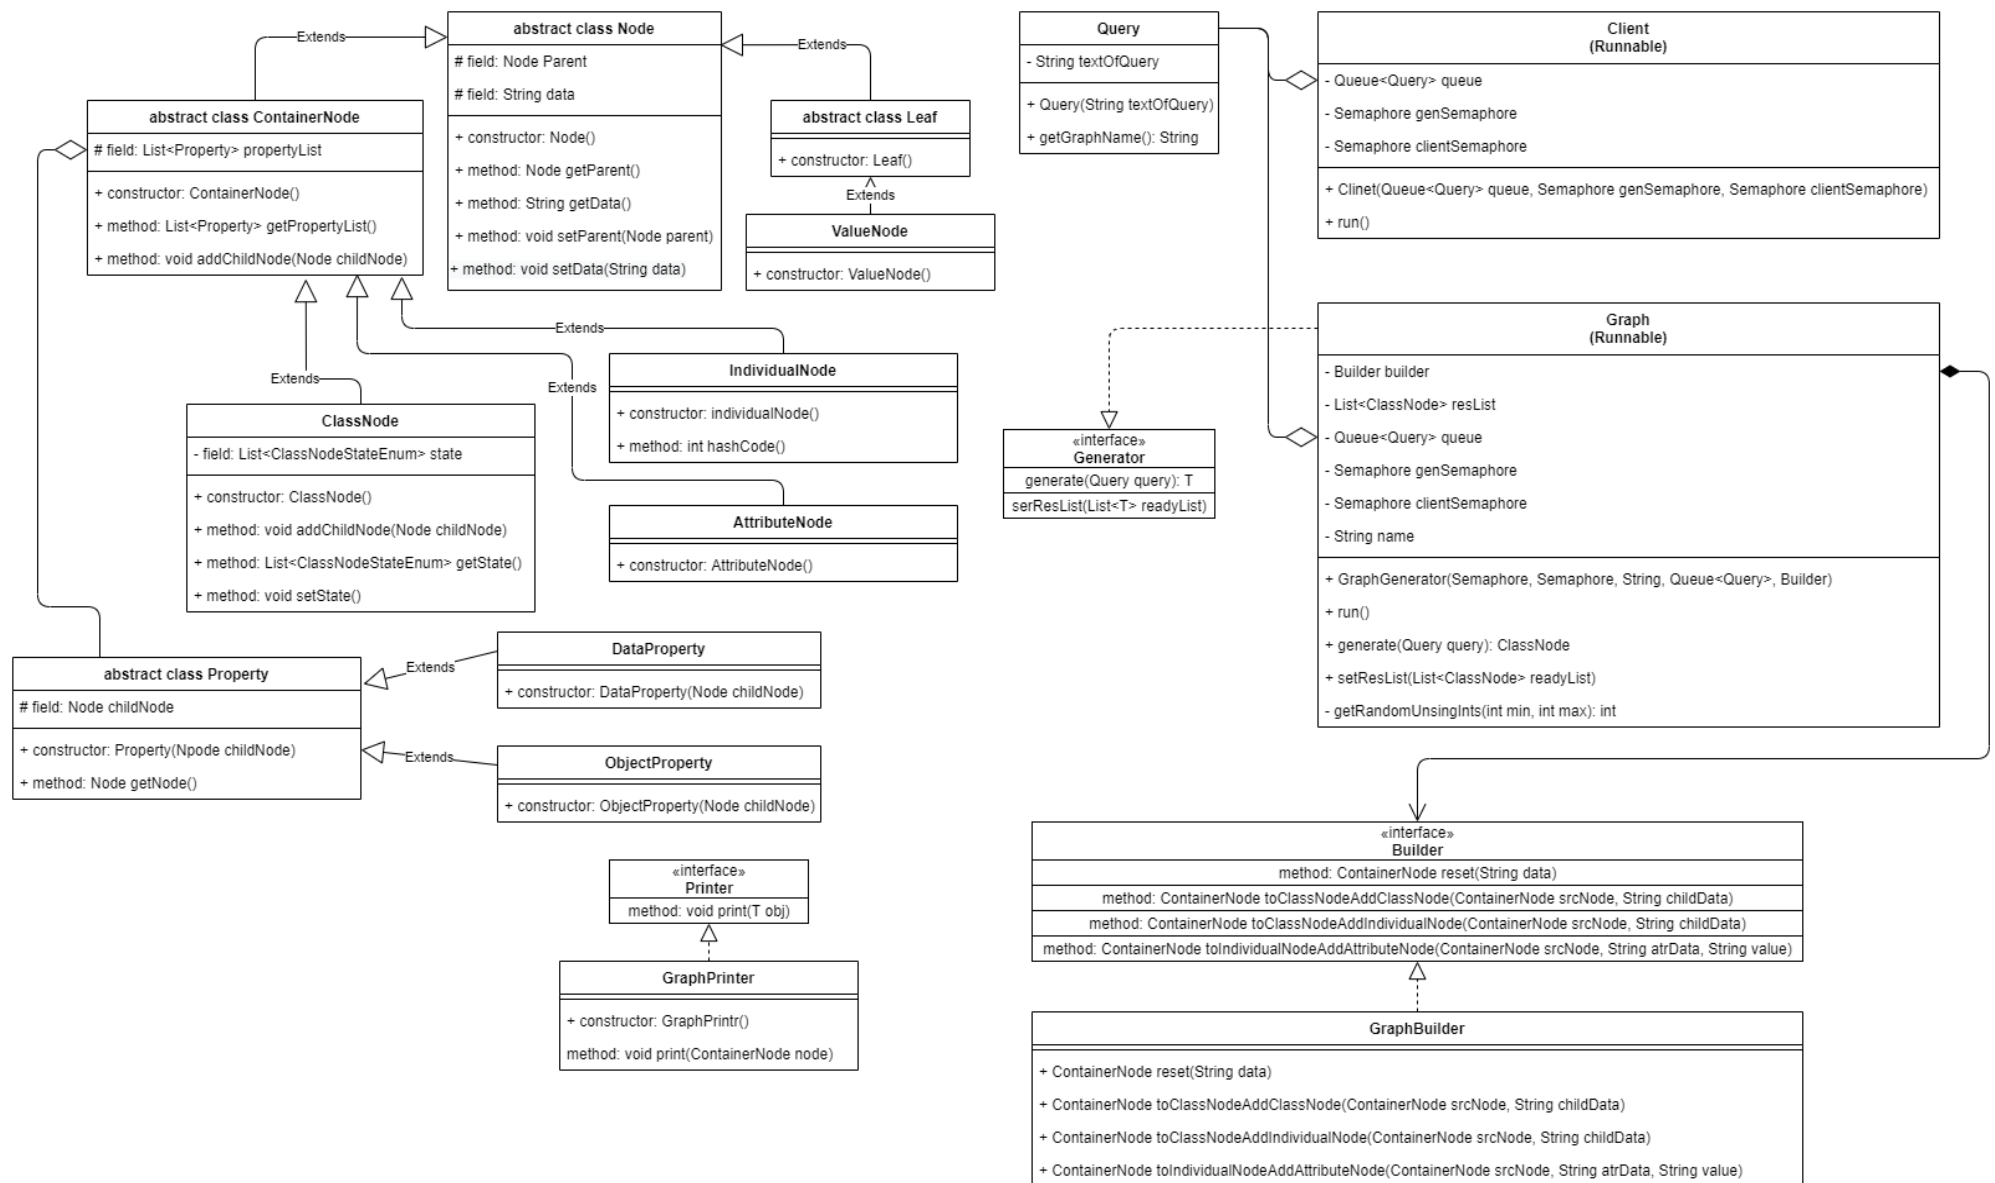 abstract class Node
# field: Node Parent
# field: String data
+ constructor: Node()
+ method: Node getParent()
+ method: String getData()
+ method: void setParent(Node parent)
+ method: void setData(String data)
Extends
Extends
abstract class ContainerNode
# field: List<Property> propertyList
+ constructor: ContainerNode()
+ method: List<Property> getPropertyList()
+ method: void addChildNode(Node childNode)
abstract class Leaf
+ constructor: Leaf()
Extends
ValueNode
+ constructor: ValueNode()
Extends
IndividualNode
+ constructor: individualNode()
+ method: int hashCode()
Extends
Extends
ClassNode
- field: List<ClassNodeStateEnum> state
+ constructor: ClassNode()
+ method: void addChildNode(Node childNode)
+ method: List<ClassNodeStateEnum> getState()
+ method: void setState()
AttributeNode
+ constructor: AttributeNode()
abstract class Property
# field: Node childNode
+ constructor: Property(Npode childNode)
+ method: Node getNode()
Extends
DataProperty
+ constructor: DataProperty(Node childNode)
Extends
ObjectProperty
+ constructor: ObjectProperty(Node childNode)
«interface»
Printer
method: void print(T obj)
GraphPrinter
+ constructor: GraphPrintr()
method: void print(ContainerNode node)
Query
- String textOfQuery
+ Query(String textOfQuery)
+ getGraphName(): String
Client
(Runnable)
- Queue<Query> queue
- Semaphore genSemaphore
- Semaphore clientSemaphore
+ Clinet(Queue<Query> queue, Semaphore genSemaphore, Semaphore clientSemaphore)
+ run()
Graph
(Runnable)
- Builder builder
- List<ClassNode> resList
- Queue<Query> queue
- Semaphore genSemaphore
- Semaphore clientSemaphore
- String name
+ GraphGenerator(Semaphore, Semaphore, String, Queue<Query>, Builder)
+ run()
+ generate(Query query): ClassNode
+ setResList(List<ClassNode> readyList)
- getRandomUnsingInts(int min, int max): int
«interface»
Generator
generate(Query query): T
serResList(List<T> readyList)
«interface»
Builder
method: ContainerNode reset(String data)
method: ContainerNode toClassNodeAddClassNode(ContainerNode srcNode, String childData)
method: ContainerNode toClassNodeAddIndividualNode(ContainerNode srcNode, String childData)
method: ContainerNode toIndividualNodeAddAttributeNode(ContainerNode srcNode, String atrData, String value)
GraphBuilder
+ ContainerNode reset(String data)
+ ContainerNode toClassNodeAddClassNode(ContainerNode srcNode, String childData)
+ ContainerNode toClassNodeAddIndividualNode(ContainerNode srcNode, String childData)
+ ContainerNode toIndividualNodeAddAttributeNode(ContainerNode srcNode, String atrData, String value)